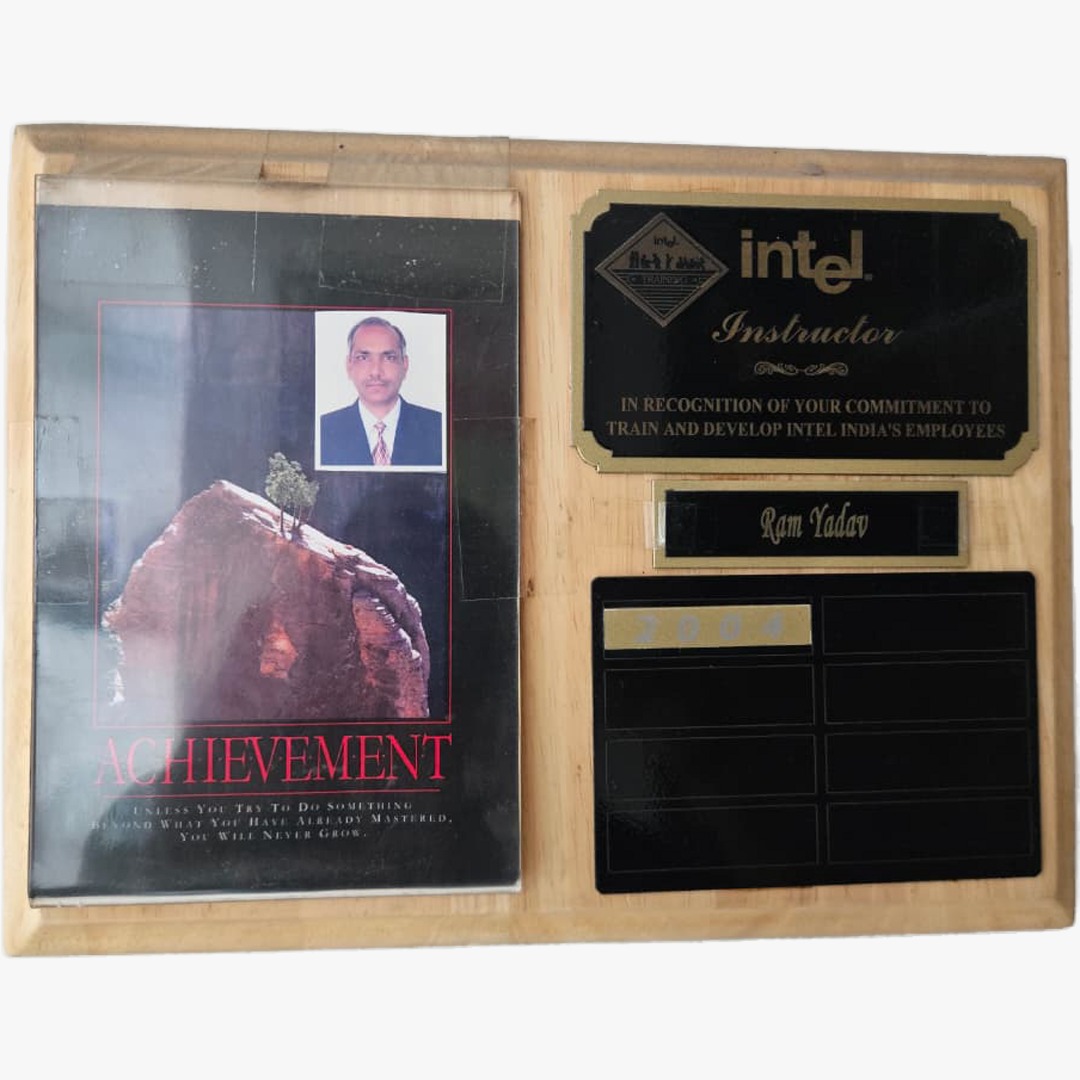 ACHIEVEMENT
UNLESS YOU TRY TO DO SOMETHING
BEYOND WHAT YOU HAVE ALREADY MASTERED,
YOU WILL NEVER GROW.
intel
TRAINING
intel®
Instructor
IN RECOGNITION OF YOUR COMMITMENT TO
TRAIN AND DEVELOP INTEL INDIA'S EMPLOYEES
Ram Yadav
2004